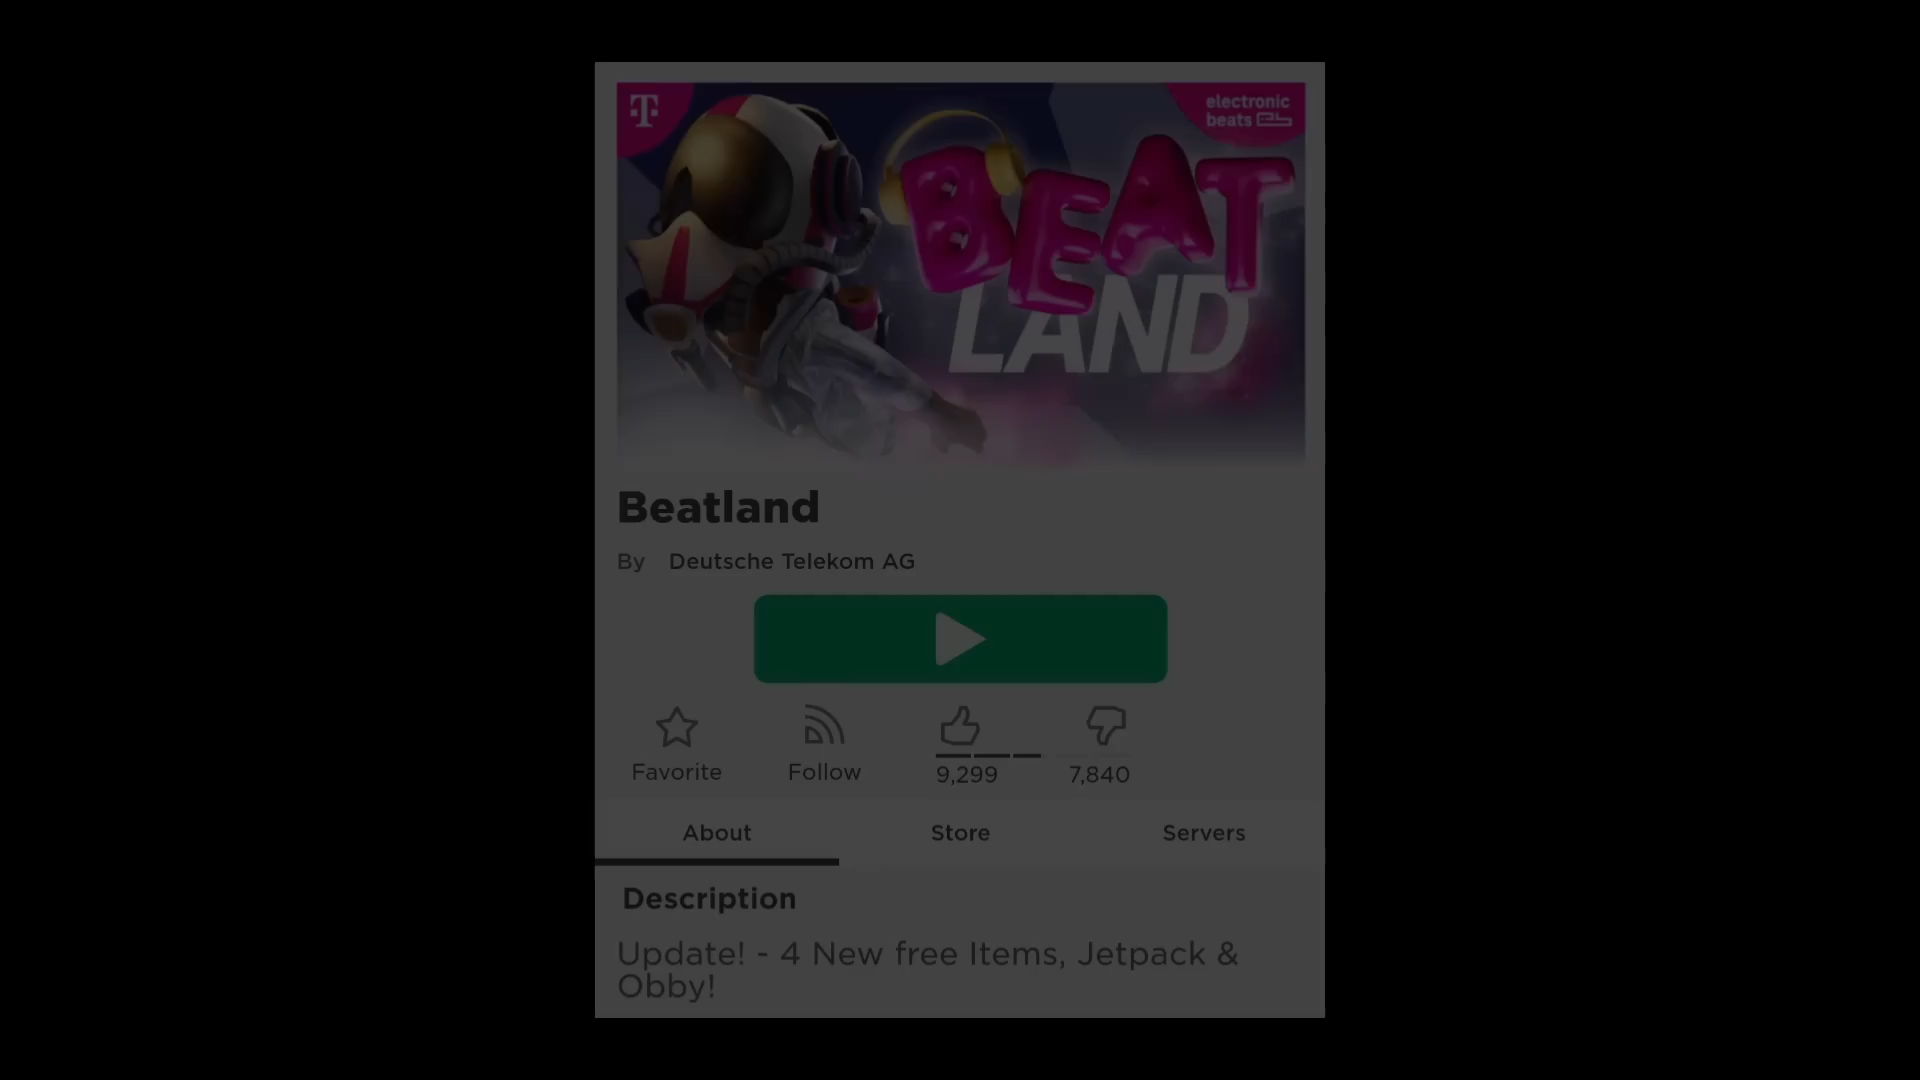 T
electronic
beats
BEAT
LAND
Beatland
By Deutsche Telekom AG
Favorite
Follow
9,299
7,840
About
Store
Servers
Description
Update! - 4 New free Items, Jetpack &
Obby!